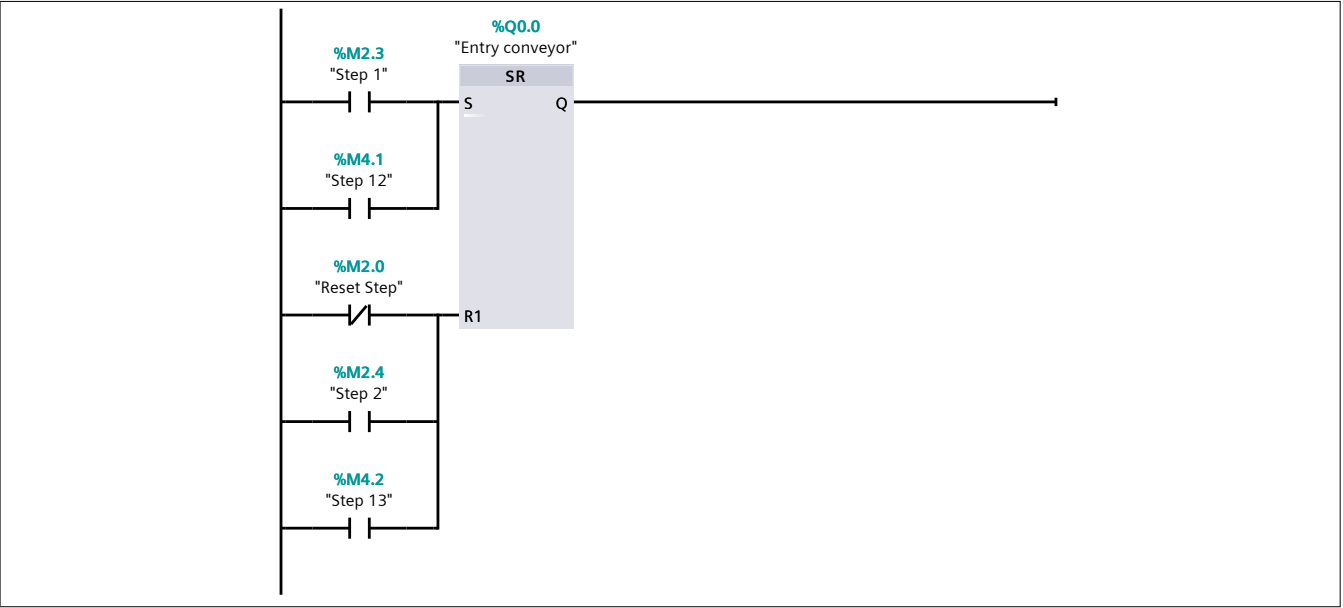 %Q0.0
"Entry conveyor"
%M2.3
"Step 1"
SR
S
Q
%M4.1
"Step 12"
%M2.0
"Reset Step"
R1
%M2.4
"Step 2"
%M4.2
"Step 13"